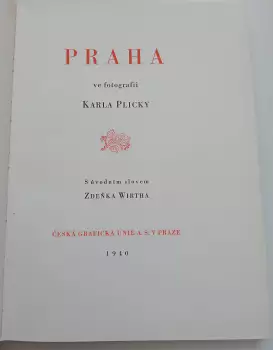 PRAHA
ve fotografii
KARLA PLICKY
S úvodním slovem
ZDEŇKA WIRTHA
ČESKÁ GRAFICKÁ UNIE A. S. V PRAZE
1940